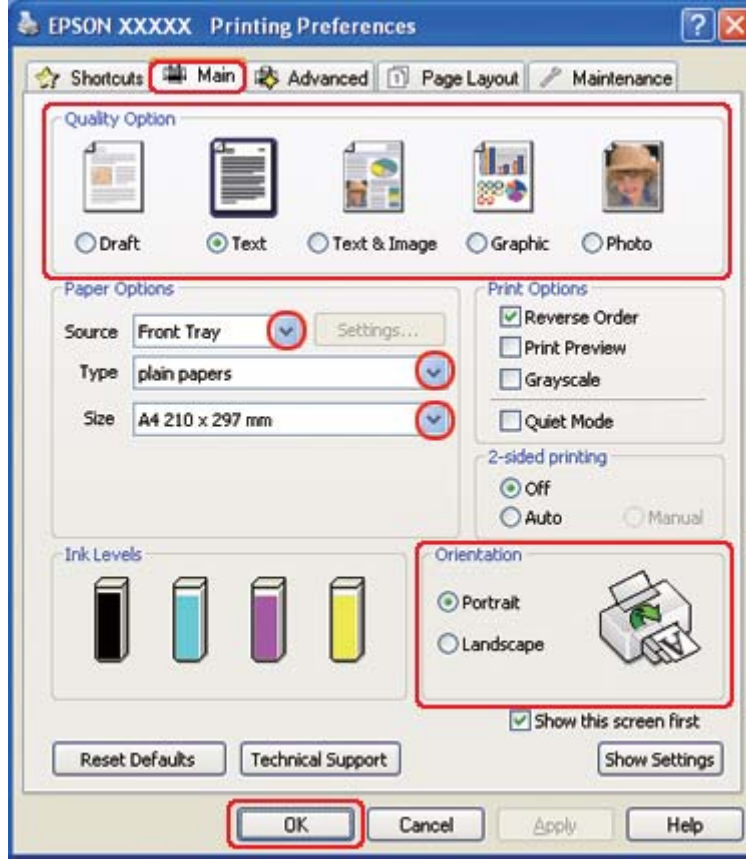 EPSON XXXXX Printing Preferences
Shortcuts Main Advanced Page Layout Maintenance
Quality Option
Draft Text Text & Image Graphic Photo
Paper Options
Source Front Tray Settings...
Type plain papers
Size A4 210 x 297 mm
Print Options
Reverse Order
Print Preview
Grayscale
Quiet Mode
2-sided printing
Off
Auto Manual
Ink Levels
Orientation
Portrait
Landscape
Show this screen first
Reset Defaults Technical Support Show Settings
OK Cancel Apply Help